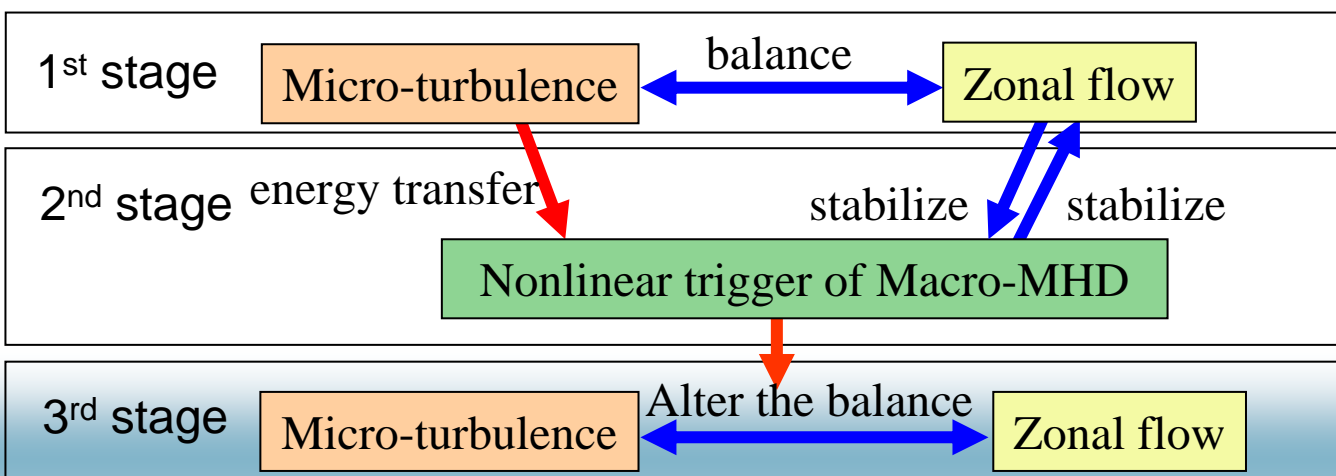 balance
1st stage
Micro-turbulence
Zonal flow
2nd stage
energy transfer
stabilize
stabilize
Nonlinear trigger of Macro-MHD
3rd stage
Micro-turbulence
Alter the balance
Zonal flow